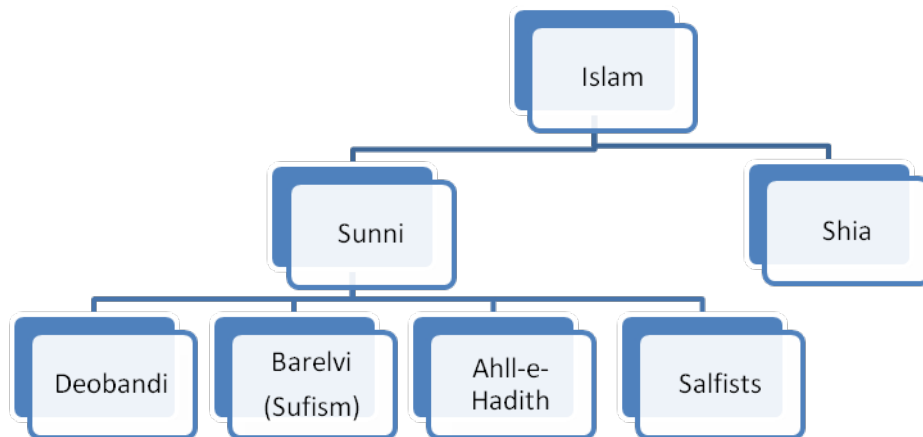 Islam
Sunni
Shia
Deobandi
Barelvi
(Sufism)
Ahll-e-
Hadith
Salfists